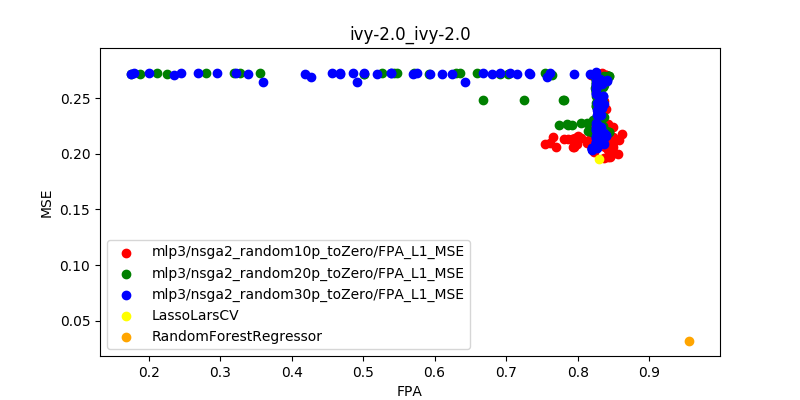 ivy-2.0_ivy-2.0
MSE
0.25
0.20
0.15
0.10
0.05
mlp3/nsga2_random10p_toZero/FPA_L1_MSE
mlp3/nsga2_random20p_toZero/FPA_L1_MSE
mlp3/nsga2_random30p_toZero/FPA_L1_MSE
LassoLarsCV
RandomForestRegressor
0.2 0.3 0.4 0.5 0.6 0.7 0.8 0.9
FPA